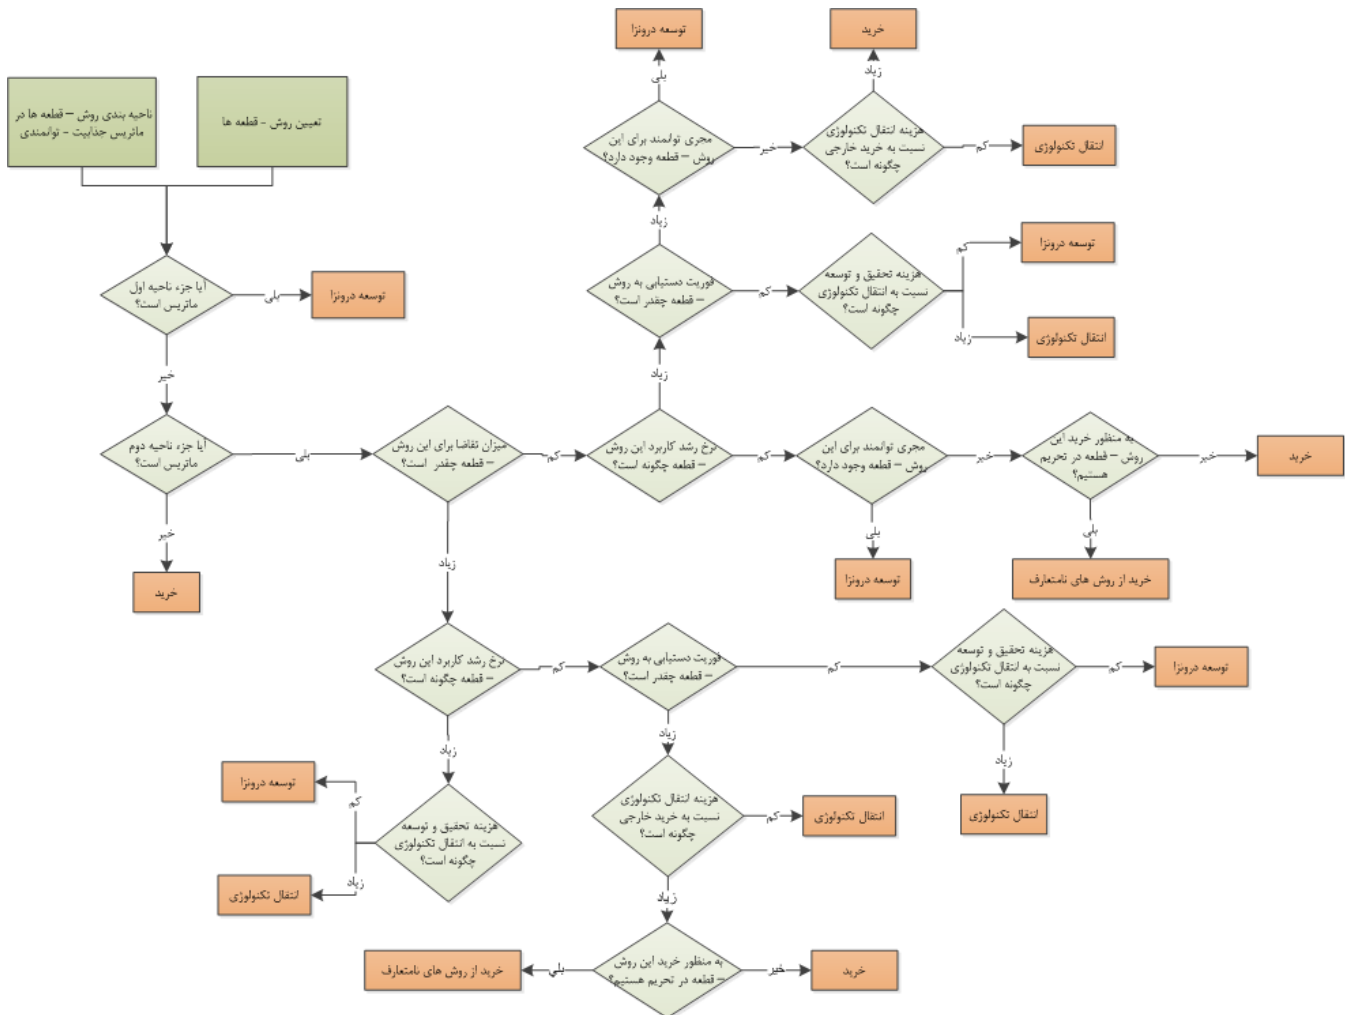 توسعه درونزا
خرید
ناحیه بندی روش – قطعه ها در
ماتریس جذابیت - توانمندی
تعیین روش - قطعه ها
بلی
زیاد
مجری توانمند برای این
روش – قطعه وجود دارد؟
خیر
هزینه انتقال تکنولوژی
نسبت به خرید خارجی
چگونه است؟
کم
انتقال تکنولوژی
زیاد
آیا جزء ناحیه اول
ماتریس است؟
بلی
توسعه درونزا
فوریت دستیابی به روش
– قطعه چقدر است؟
کم
هزینه تحقیق و توسعه
نسبت به انتقال تکنولوژی
چگونه است؟
کم
توسعه درونزا
زیاد
انتقال تکنولوژی
خیر
زیاد
آیا جزء ناحیه دوم
ماتریس است؟
بلی
میزان تقاضا برای این روش
– قطعه چقدر است؟
کم
نرخ رشد کاربرد این روش
– قطعه چگونه است؟
کم
مجری توانمند برای این
روش – قطعه وجود دارد؟
خیر
به منظور خرید این
روش – قطعه در تحریم
هستیم؟
خیر
خرید
خیر
خرید
زیاد
بلی
توسعه درونزا
بلی
خرید از روش های نامتعارف
نرخ رشد کاربرد این روش
– قطعه چگونه است؟
کم
فوریت دستیابی به روش
– قطعه چقدر است؟
کم
هزینه تحقیق و توسعه
نسبت به انتقال تکنولوژی
چگونه است؟
کم
توسعه درونزا
زیاد
زیاد
زیاد
توسعه درونزا
کم
هزینه تحقیق و توسعه
نسبت به انتقال تکنولوژی
چگونه است؟
زیاد
انتقال تکنولوژی
هزینه انتقال تکنولوژی
نسبت به خرید خارجی
چگونه است؟
کم
انتقال تکنولوژی
انتقال تکنولوژی
زیاد
خرید از روش های نامتعارف
بلی
به منظور خرید این روش
– قطعه در تحریم هستیم؟
خیر
خرید